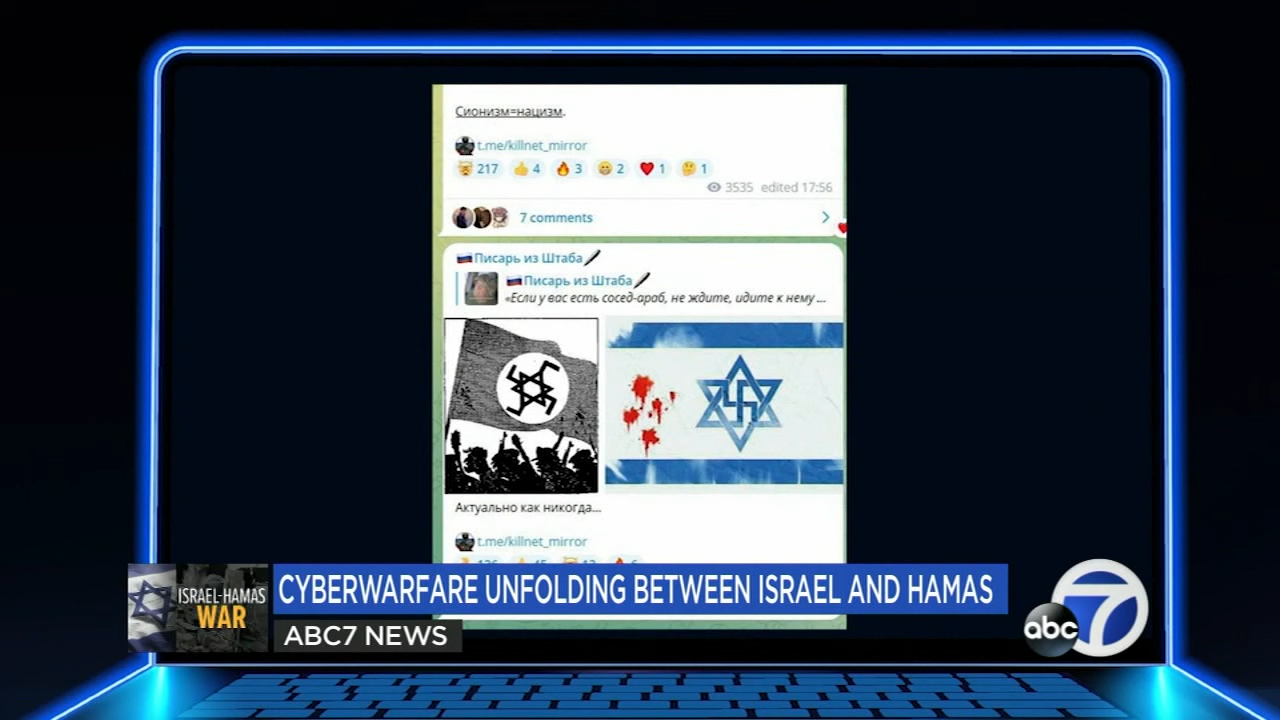 Сионизм=нацизм.
t.me/killnet_mirror
217 4 3 2 1 1
3535 edited 17:56
7 comments
Писарь из Штаба
Писарь из Штаба
«Если у вас есть сосед-араб, не ждите, идите к нему ...
Актуально как никогда...
t.me/killnet_mirror
ISRAEL-HAMAS
WAR
CYBERWARFARE UNFOLDING BETWEEN ISRAEL AND HAMAS
ABC7 NEWS
abc 7